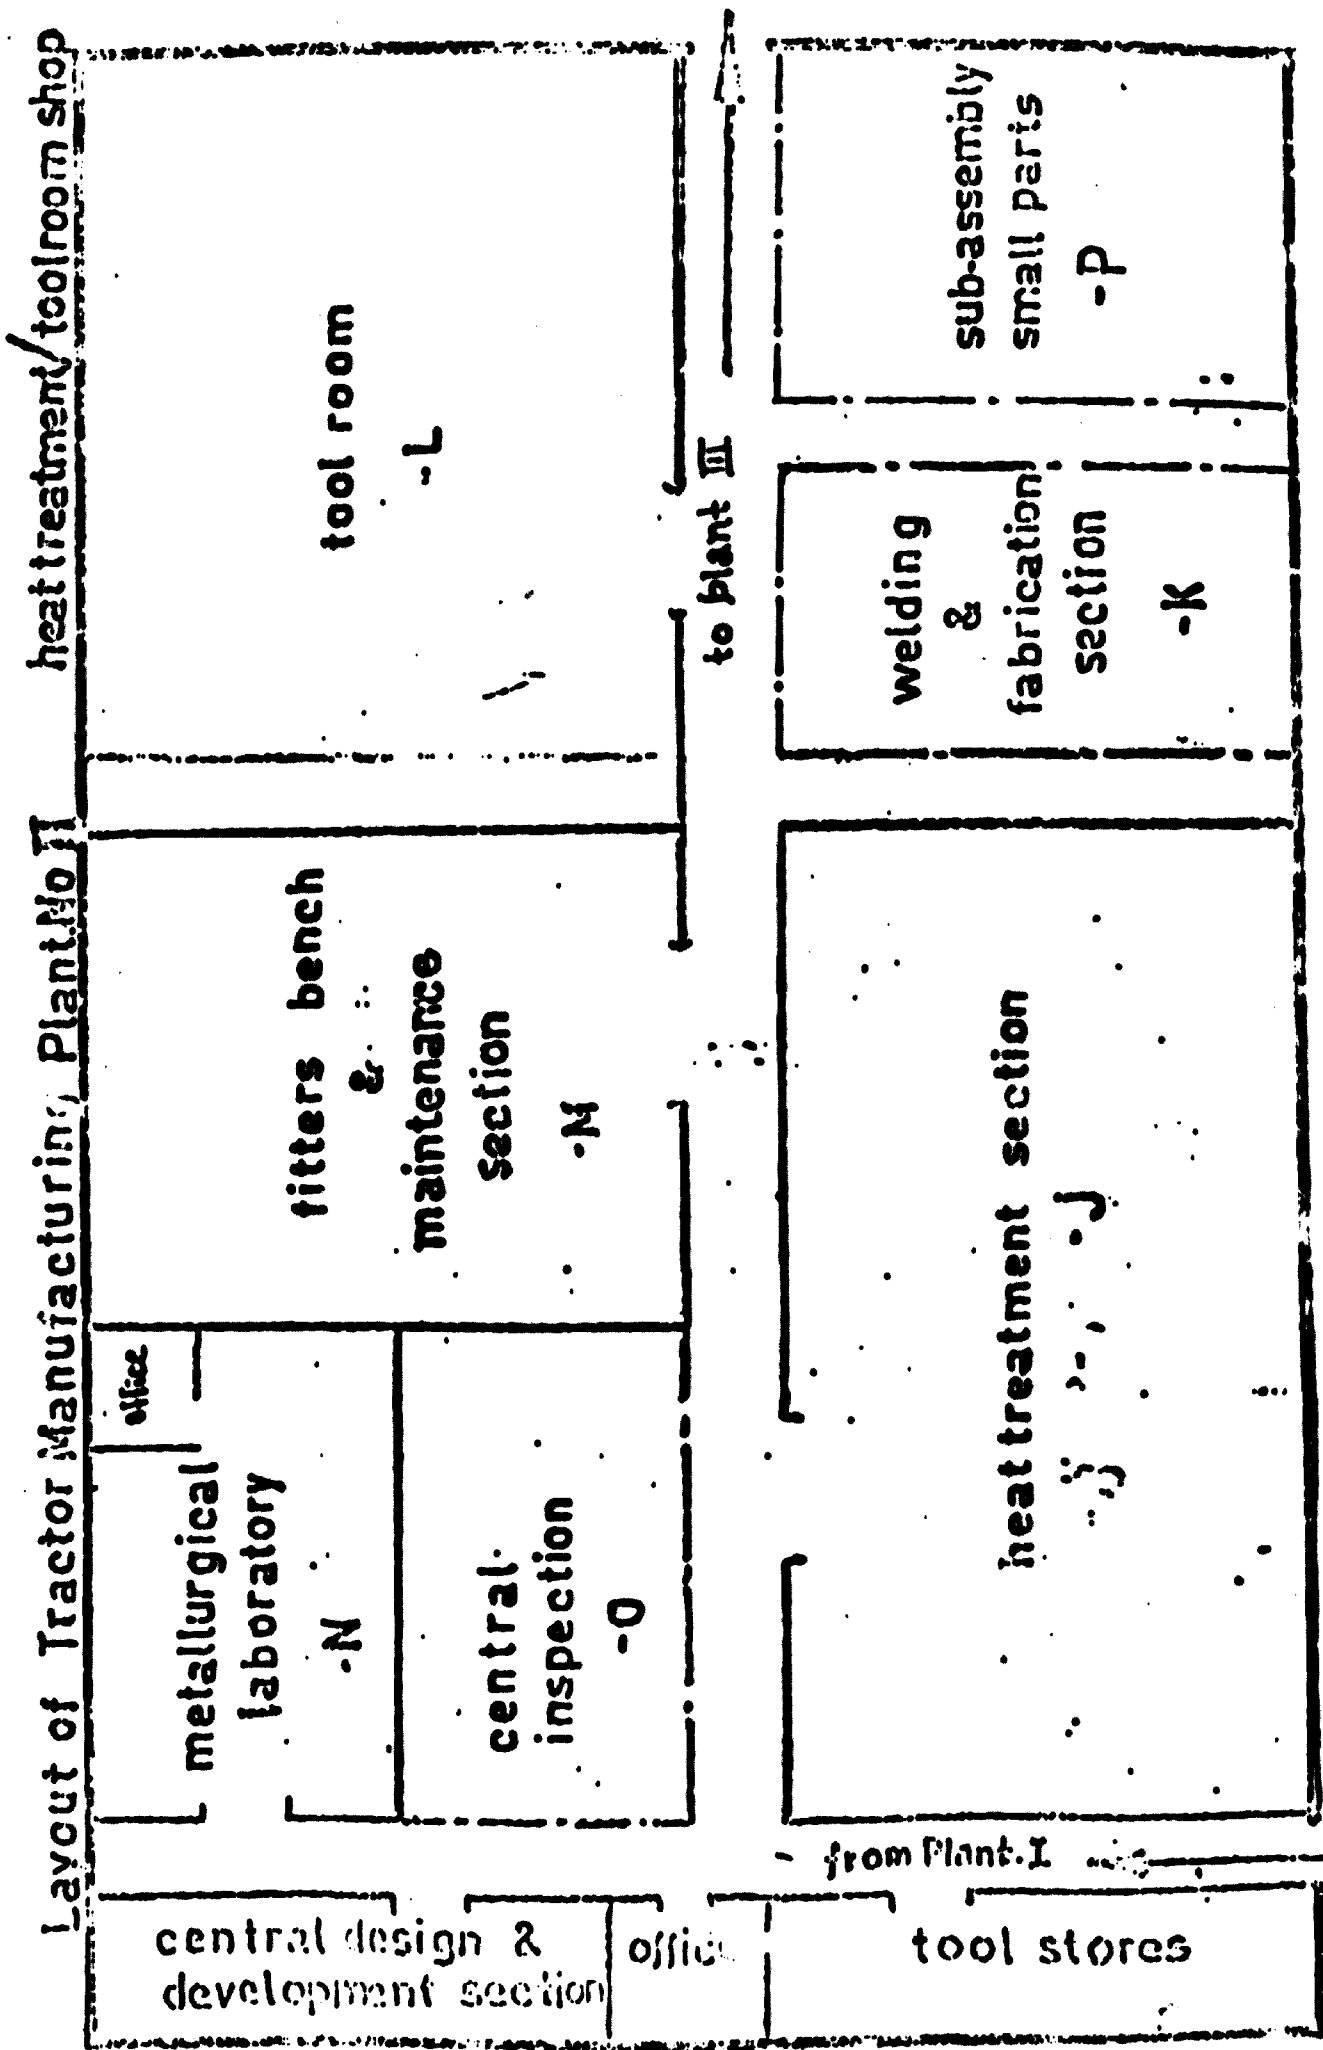 Layout of Tractor Manufacturing Plant.No II heat treatment/toolroom shop
office
metallurgical
laboratory
-N
central
inspection
-O
fitters bench
&
maintenance
section
-M
tool room
-L
to plant III
from Plant.I
heat treatment section
-J
welding
&
fabrication
section
-K
sub-assembly
small parts
-P
central design &
development section
office
tool stores